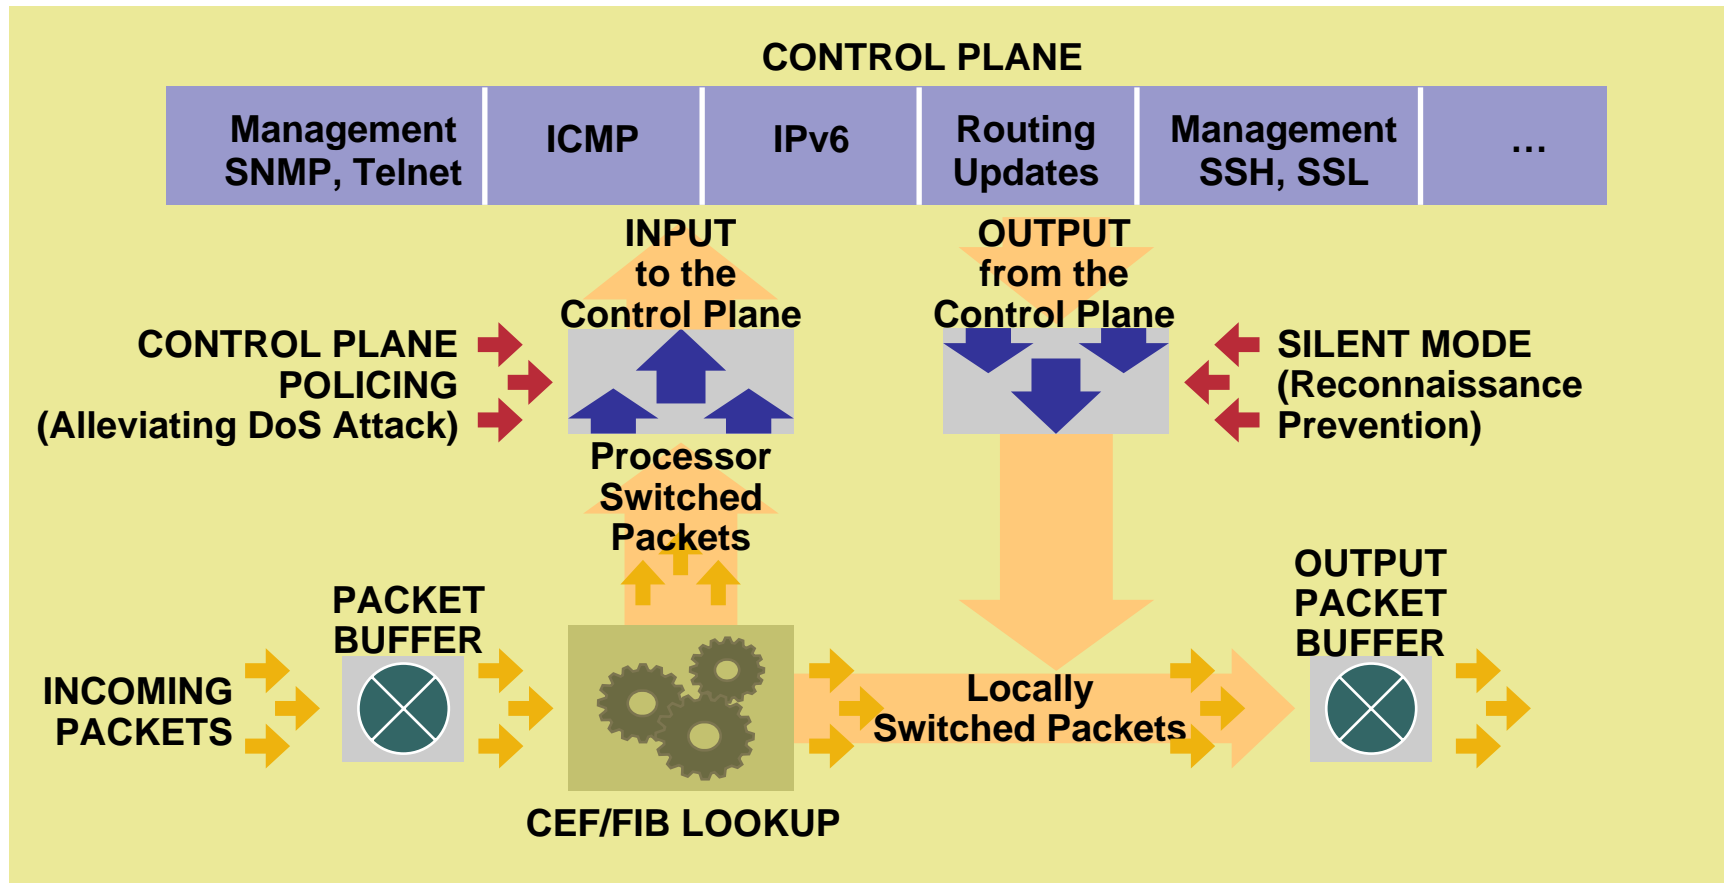 CONTROL PLANE
Management
SNMP, Telnet
ICMP
IPv6
Routing
Updates
Management
SSH, SSL
...
INPUT
to the
Control Plane
OUTPUT
from the
Control Plane
CONTROL PLANE
POLICING
(Alleviating DoS Attack)
SILENT MODE
(Reconnaissance
Prevention)
Processor
Switched
Packets
PACKET
BUFFER
OUTPUT
PACKET
BUFFER
INCOMING
PACKETS
Locally
Switched Packets
CEF/FIB LOOKUP